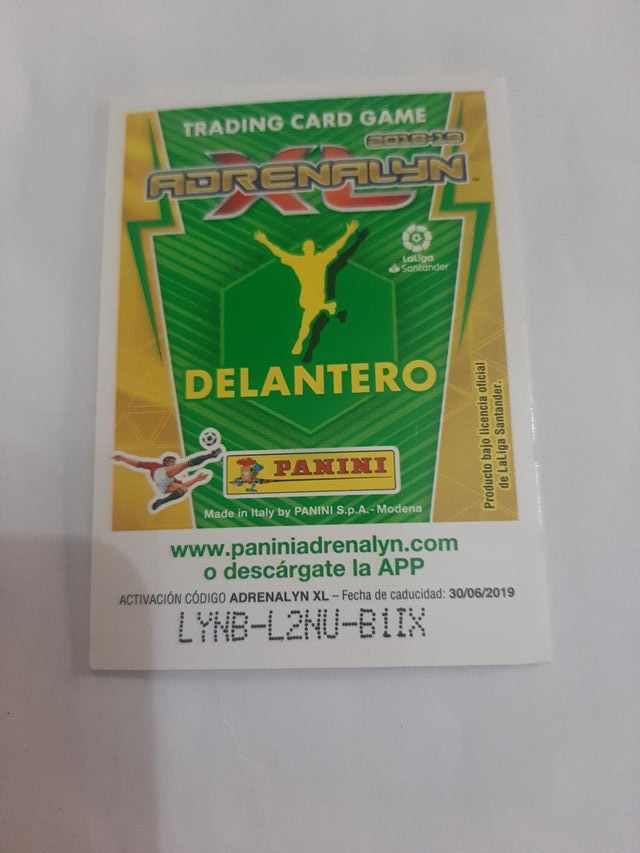 TRADING CARD GAME
2018-19
ADRENALYN XL™
LaLiga
Santander
DELANTERO
Producto bajo licencia oficial
de LaLiga Santander.
PANINI
Made in Italy by PANINI S.p.A.- Modena
www.paniniadrenalyn.com
o descárgate la APP
ACTIVACIÓN CÓDIGO ADRENALYN XL – Fecha de caducidad: 30/06/2019
LYNB-L2NU-B1IX